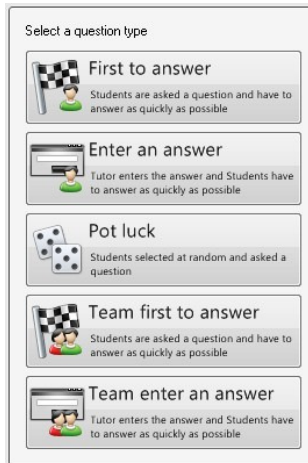 Select a question type
First to answer
Students are asked a question and have to
answer as quickly as possible
Enter an answer
Tutor enters the answer and Students have
to answer as quickly as possible
Pot luck
Students selected at random and asked a
question
Team first to answer
Students are asked a question and have to
answer as quickly as possible
Team enter an answer
Tutor enters the answer and Students have
to answer as quickly as possible